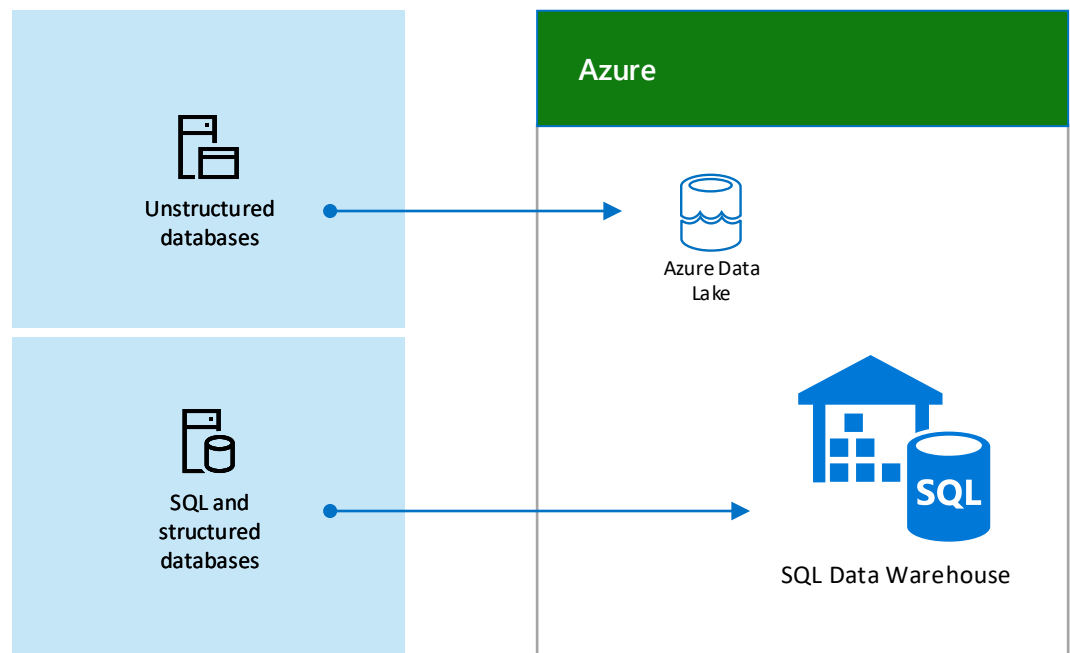 Azure
Unstructured
databases
Azure Data
Lake
SQL and
structured
databases
SQL
SQL Data Warehouse